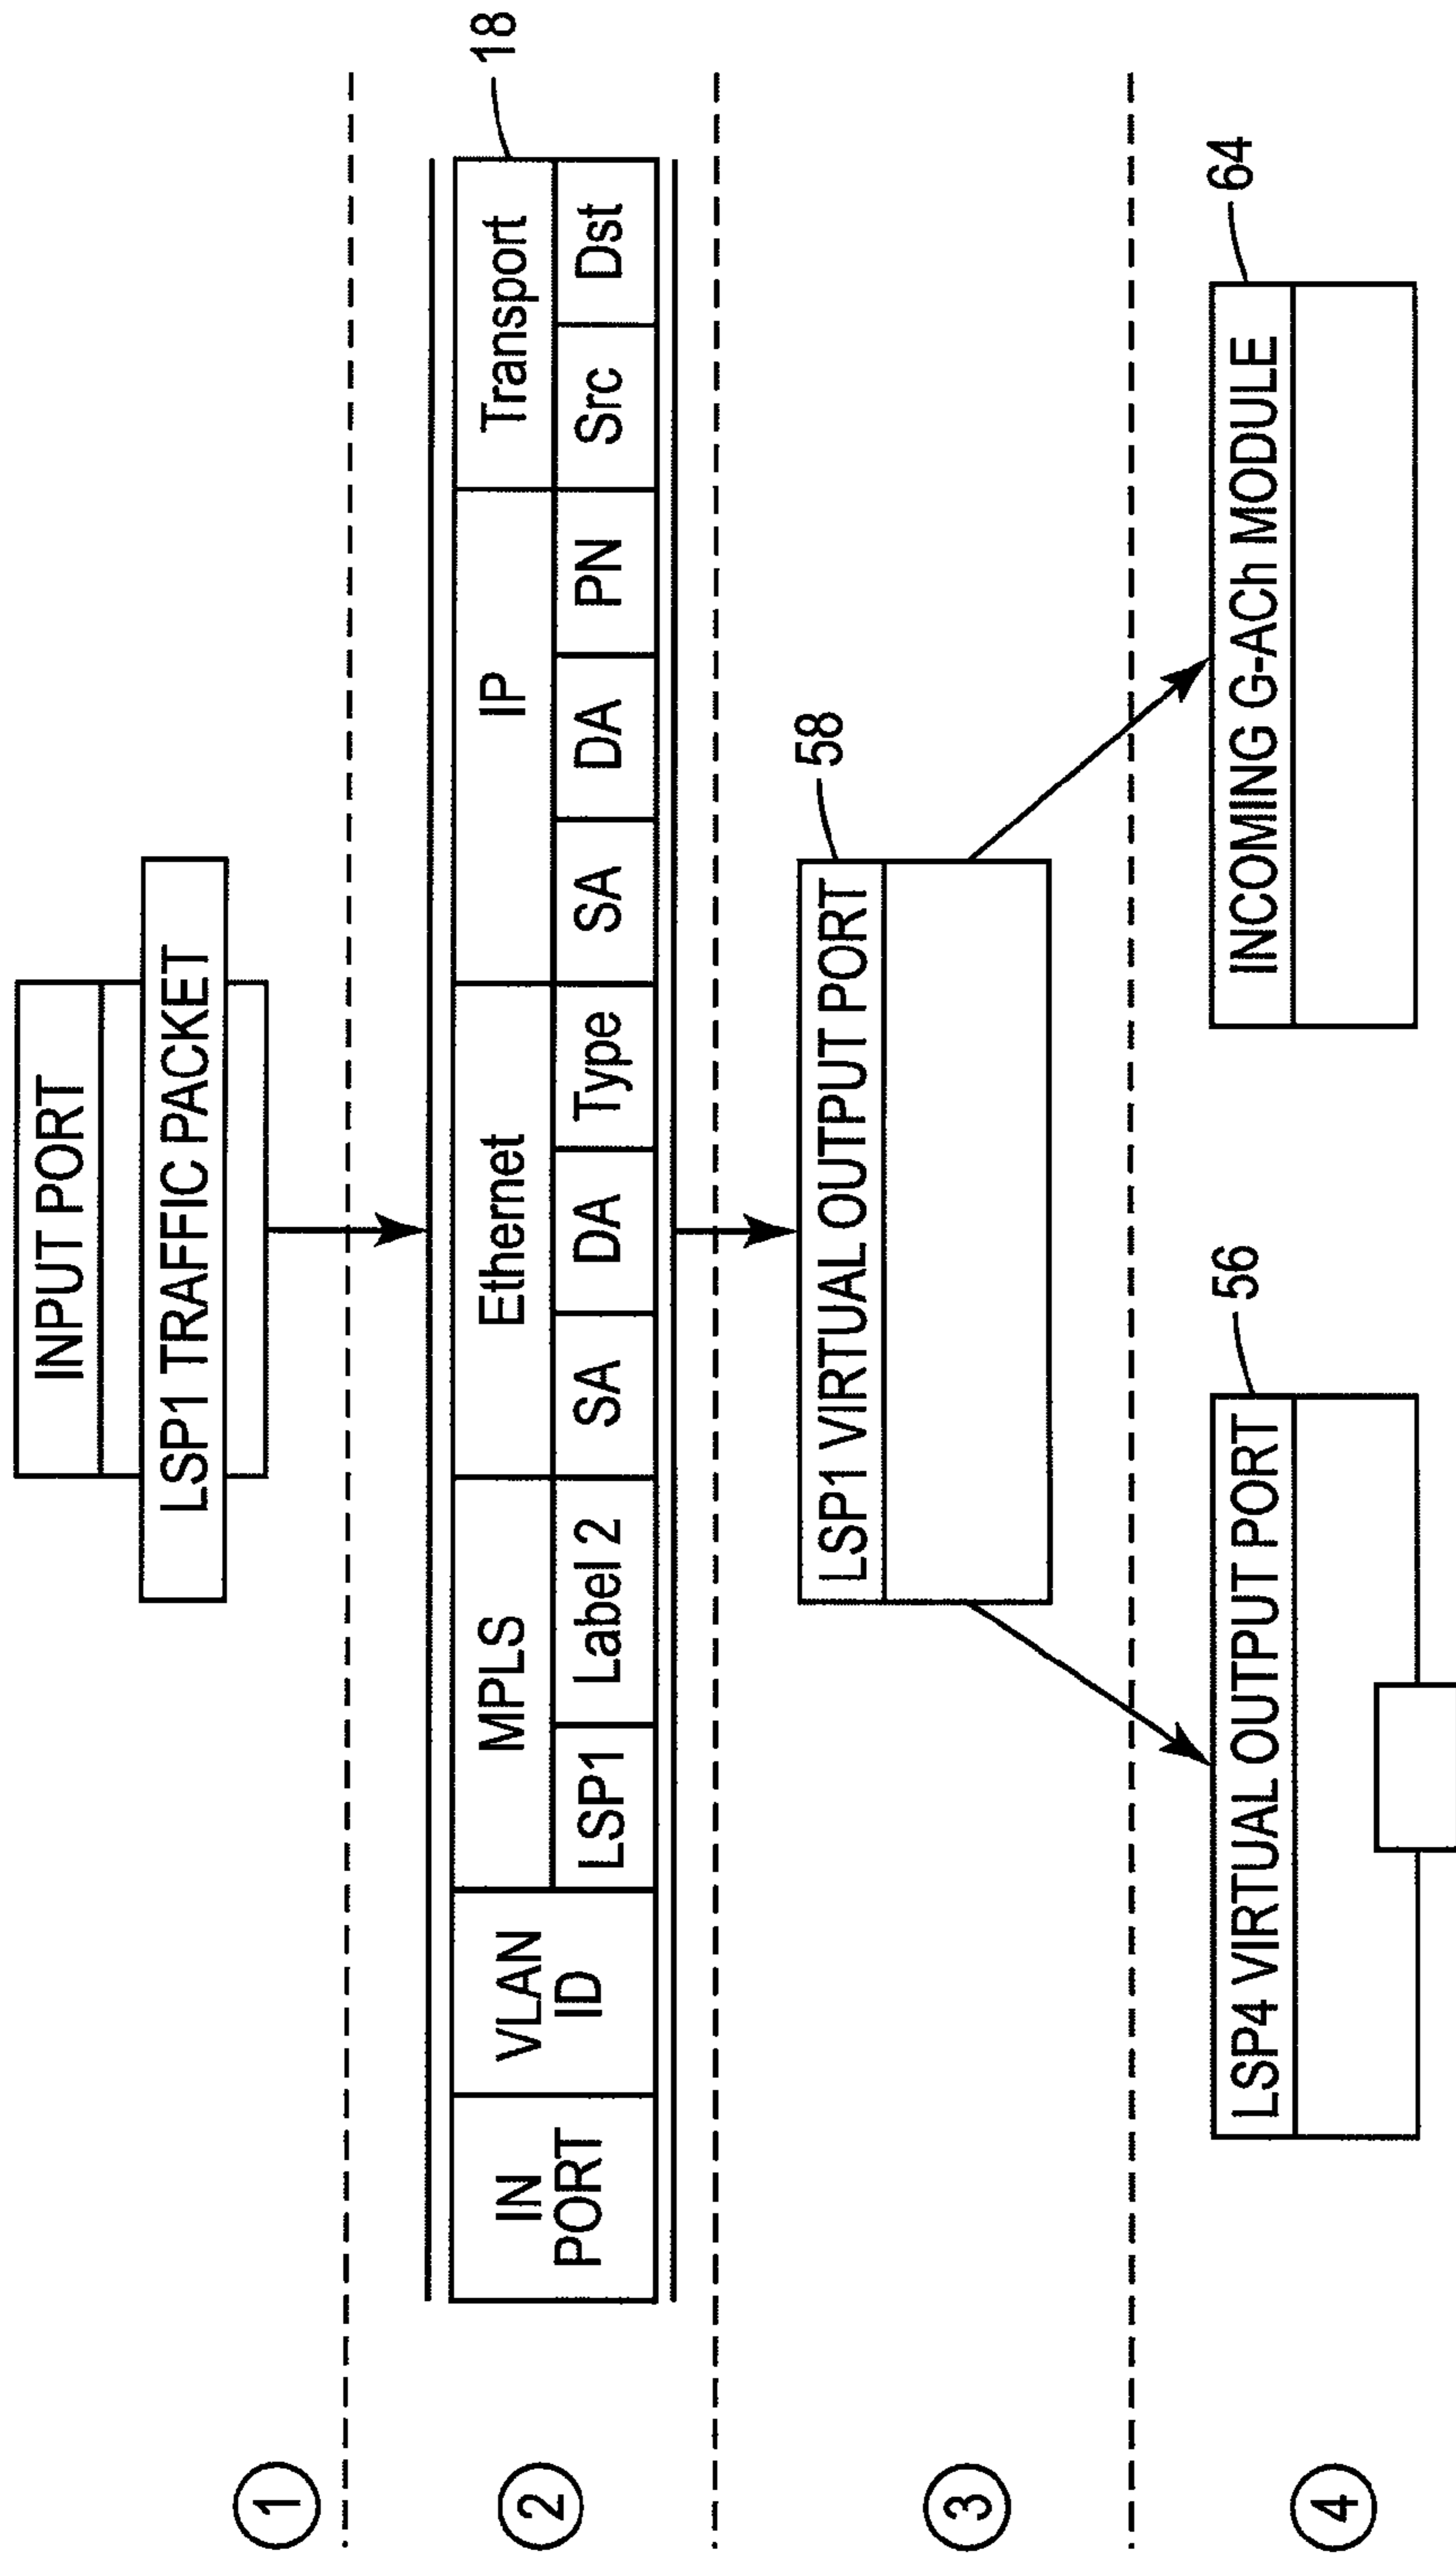 INPUT PORT
LSP1 TRAFFIC PACKET
1
18
IN
PORT
VLAN
ID
MPLS
LSP1
Label 2
Ethernet
SA
DA
Type
IP
SA
DA
PN
Transport
Src
Dst
2
58
LSP1 VIRTUAL OUTPUT PORT
3
56
LSP4 VIRTUAL OUTPUT PORT
64
INCOMING G-ACh MODULE
4